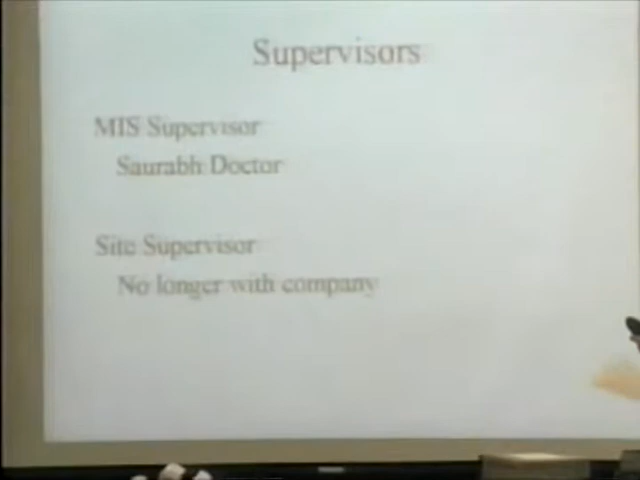 Supervisors
MIS Supervisor
Saurabh Doctor
Site Supervisor
No longer with company